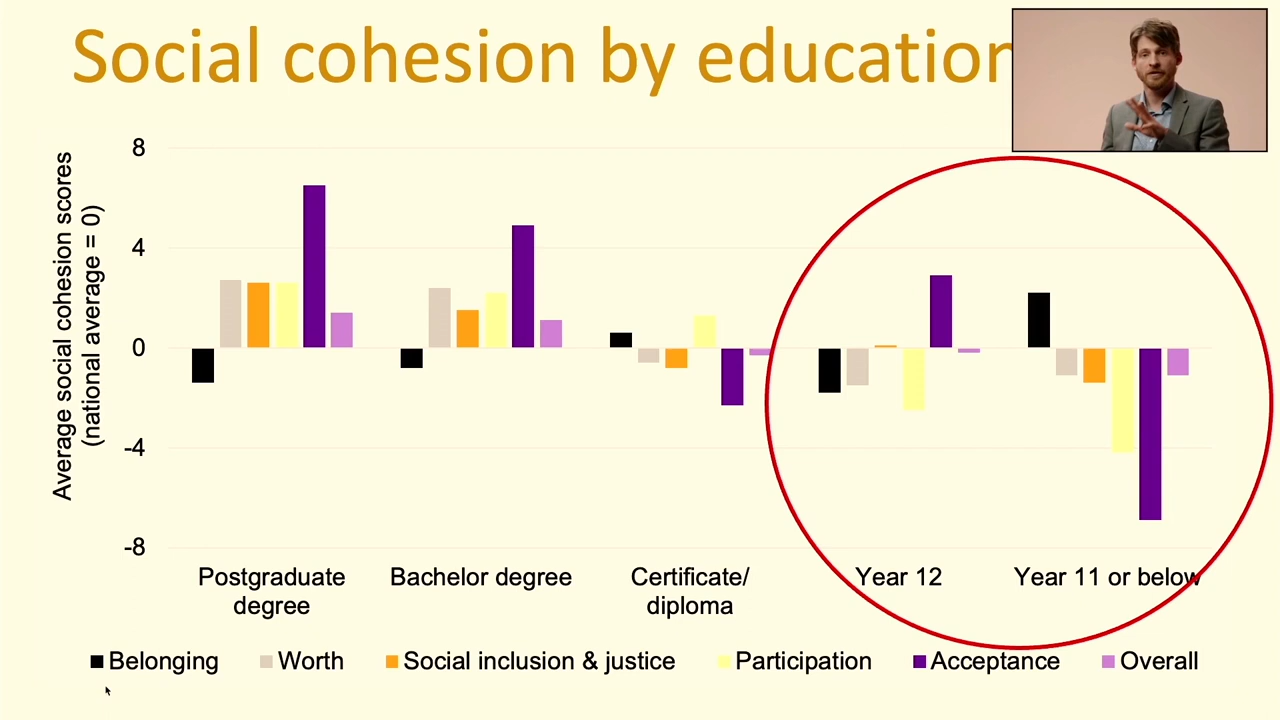 Social cohesion by education
Average social cohesion scores
(national average = 0)
8
4
0
-4
-8
Postgraduate
degree
Bachelor degree
Certificate/
diploma
Year 12
Year 11 or below
Belonging
Worth
Social inclusion & justice
Participation
Acceptance
Overall